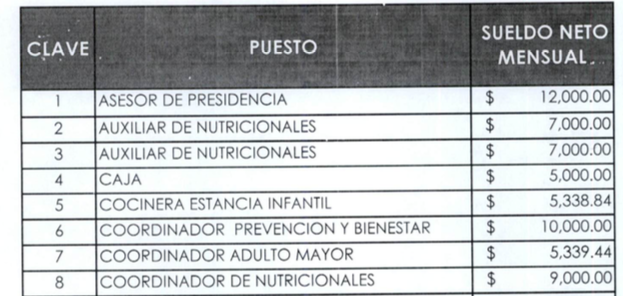 CLAVE PUESTO SUELDO NETO MENSUAL
1 ASESOR DE PRESIDENCIA $ 12,000.00
2 AUXILIAR DE NUTRICIONALES $ 7,000.00
3 AUXILIAR DE NUTRICIONALES $ 7,000.00
4 CAJA $ 5,000.00
5 COCINERA ESTANCIA INFANTIL $ 5,338.84
6 COORDINADOR PREVENCION Y BIENESTAR $ 10,000.00
7 COORDINADOR ADULTO MAYOR $ 5,339.44
8 COORDINADOR DE NUTRICIONALES $ 9,000.00